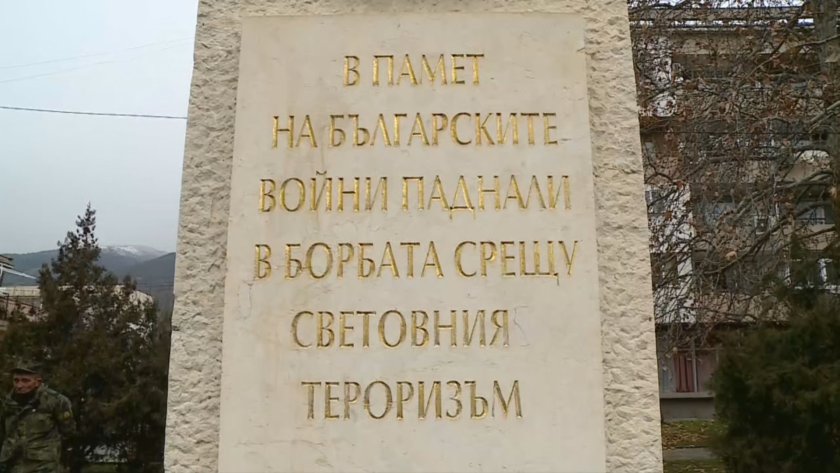 В ПАМЕТ
НА БЪЛГАРСКИТЕ
ВОЙНИ ПАДНАЛИ
В БОРБАТА СРЕЩУ
СВЕТОВНИЯ
ТЕРОРИЗЪМ